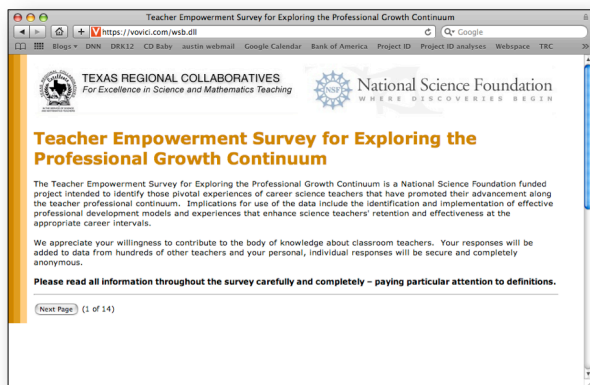 Teacher Empowerment Survey for Exploring the Professional Growth Continuum
https://vovici.com/wsb.dll
Google
Blogs DNN DRK12 CD Baby austin webmail Google Calendar Bank of America Project ID Project ID analyses Webspace TRC
TEXAS REGIONAL COLLABORATIVES
For Excellence in Science and Mathematics Teaching
NSF
National Science Foundation
WHERE DISCOVERIES BEGIN
Teacher Empowerment Survey for Exploring the
Professional Growth Continuum
The Teacher Empowerment Survey for Exploring the Professional Growth Continuum is a National Science Foundation funded
project intended to identify those pivotal experiences of career science teachers that have promoted their advancement along
the teacher professional continuum. Implications for use of the data include the identification and implementation of effective
professional development models and experiences that enhance science teachers' retention and effectiveness at the
appropriate career intervals.
We appreciate your willingness to contribute to the body of knowledge about classroom teachers. Your responses will be
added to data from hundreds of other teachers and your personal, individual responses will be secure and completely
anonymous.
Please read all information throughout the survey carefully and completely – paying particular attention to definitions.
Next Page (1 of 14)